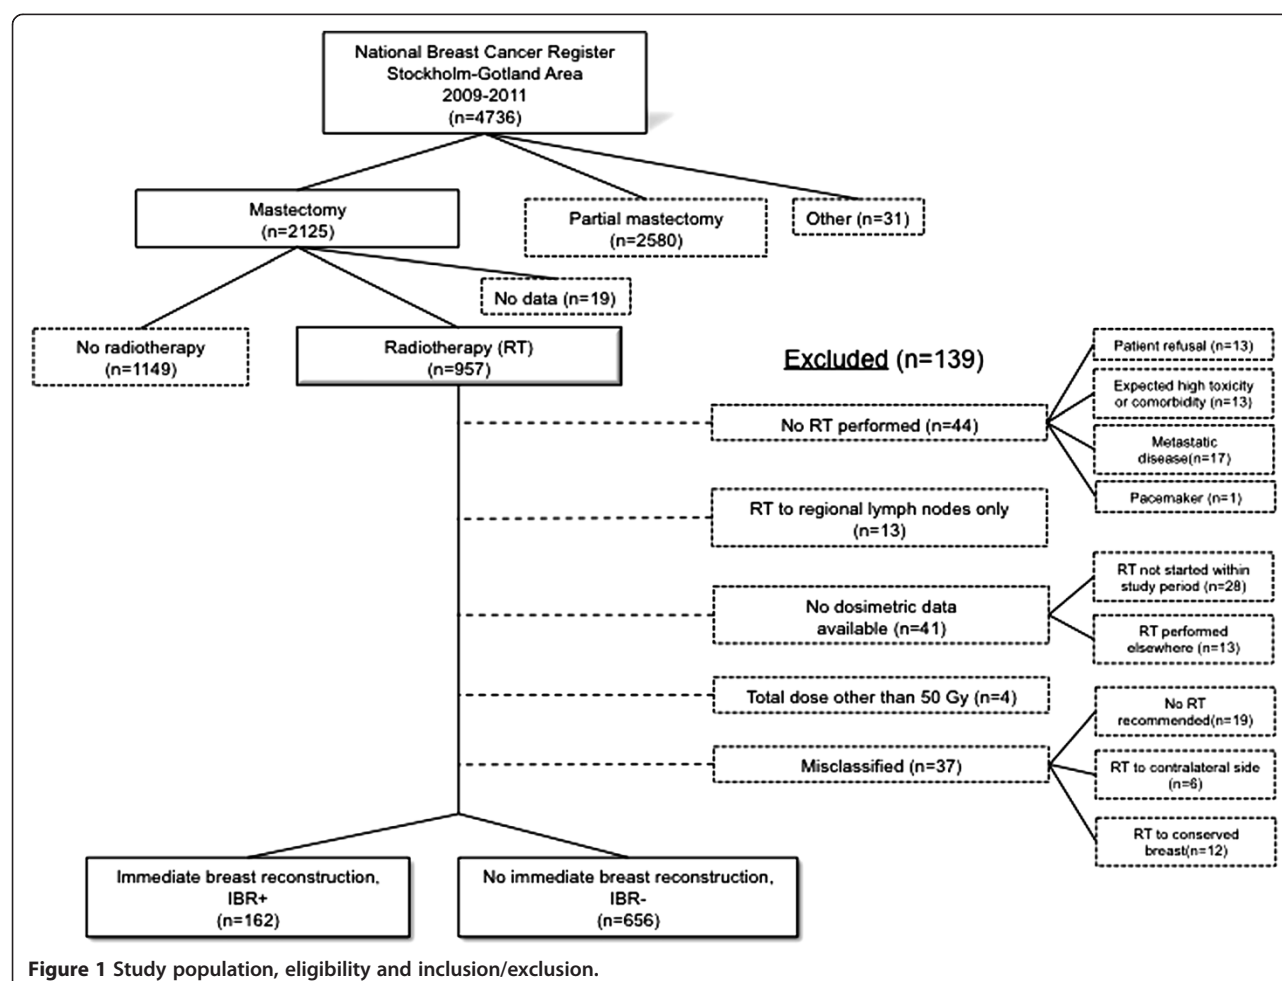 National Breast Cancer Register
Stockholm-Gotland Area
2009-2011
(n=4736)
Mastectomy
(n=2125)
Partial mastectomy
(n=2580)
Other (n=31)
No data (n=19)
No radiotherapy
(n=1149)
Radiotherapy (RT)
(n=957)
Excluded (n=139)
No RT performed (n=44)
Patient refusal (n=13)
Expected high toxicity
or comorbidity (n=13)
Metastatic
disease(n=17)
Pacemaker (n=1)
RT to regional lymph nodes only
(n=13)
No dosimetric data
available (n=41)
RT not started within
study period (n=28)
RT performed
elsewhere (n=13)
Total dose other than 50 Gy (n=4)
Misclassified (n=37)
No RT
recommended(n=19)
RT to contralateral side
(n=6)
RT to conserved
breast(n=12)
Immediate breast reconstruction,
IBR+
(n=162)
No immediate breast reconstruction,
IBR-
(n=656)
Figure 1 Study population, eligibility and inclusion/exclusion.